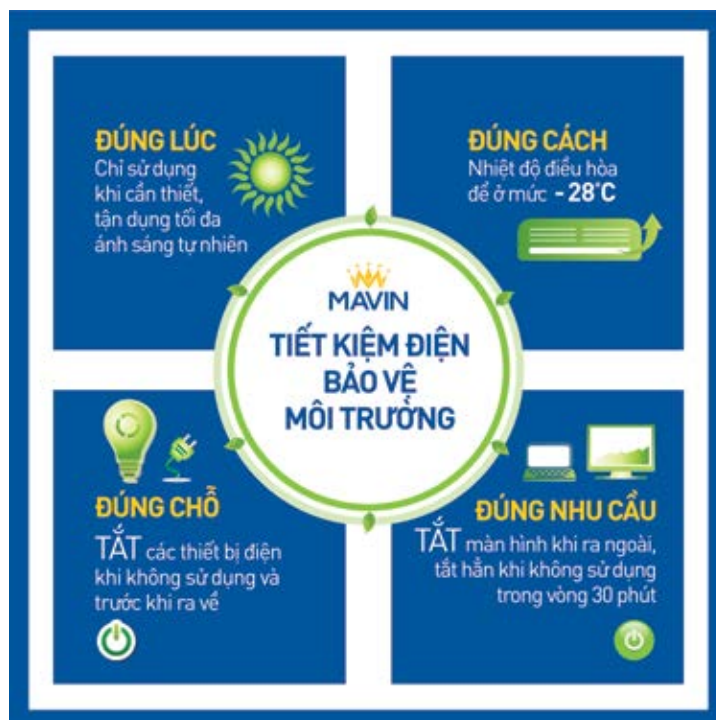 ĐÚNG LÚC
Chỉ sử dụng
khi cần thiết,
tận dụng tối đa
ánh sáng tự nhiên
ĐÚNG CÁCH
Nhiệt độ điều hòa
để ở mức - 28°C
MAVIN
TIẾT KIỆM ĐIỆN
BẢO VỆ
MÔI TRƯỜNG
ĐÚNG CHỖ
TẮT các thiết bị điện
khi không sử dụng và
trước khi ra về
ĐÚNG NHU CẦU
TẮT màn hình khi ra ngoài,
tắt hẳn khi không sử dụng
trong vòng 30 phút